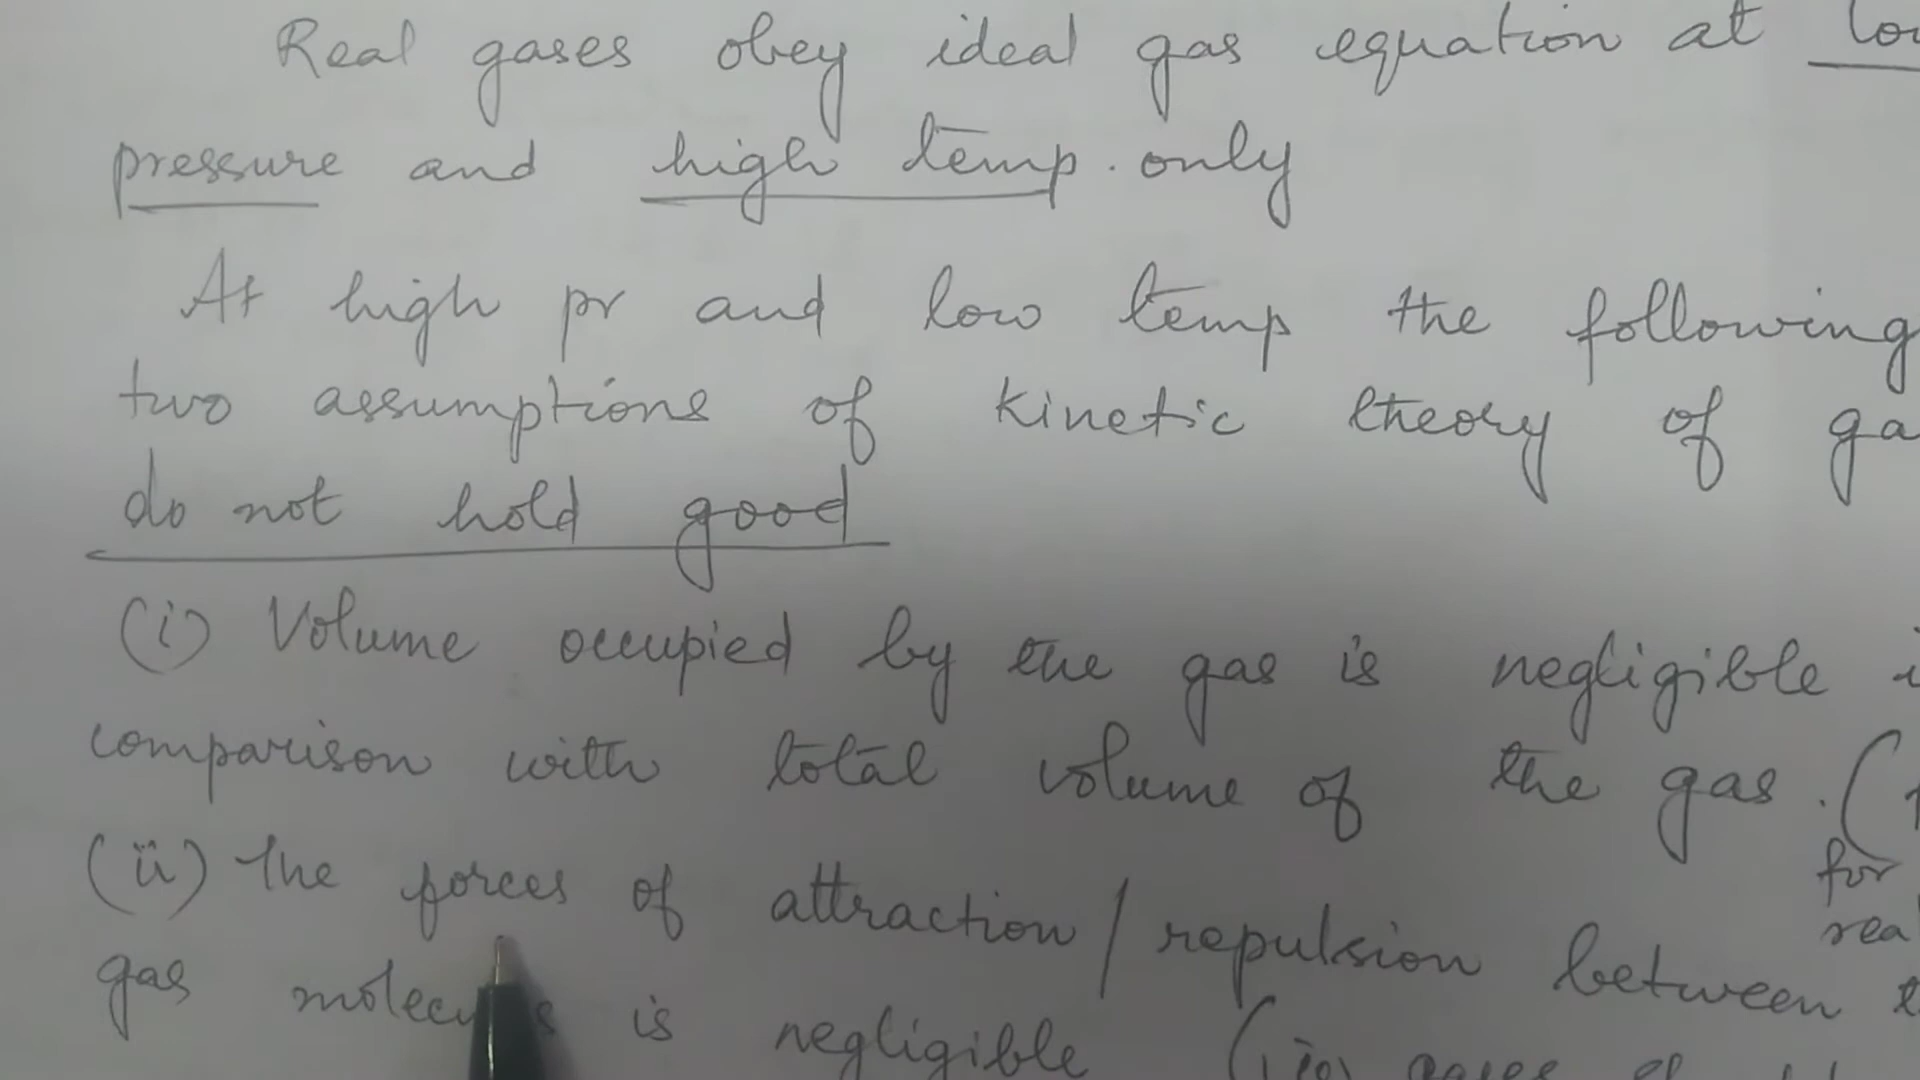 Real gases obey ideal gas equation at
pressure and high temp. only
At high pr and low temp the following
two assumptions of kinetic theory of
do not hold good
(i) Volume occupied by the gas is negligible
comparison with total volume of the gas. (
for
(ii) The forces of attraction / repulsion between
gas is negligible